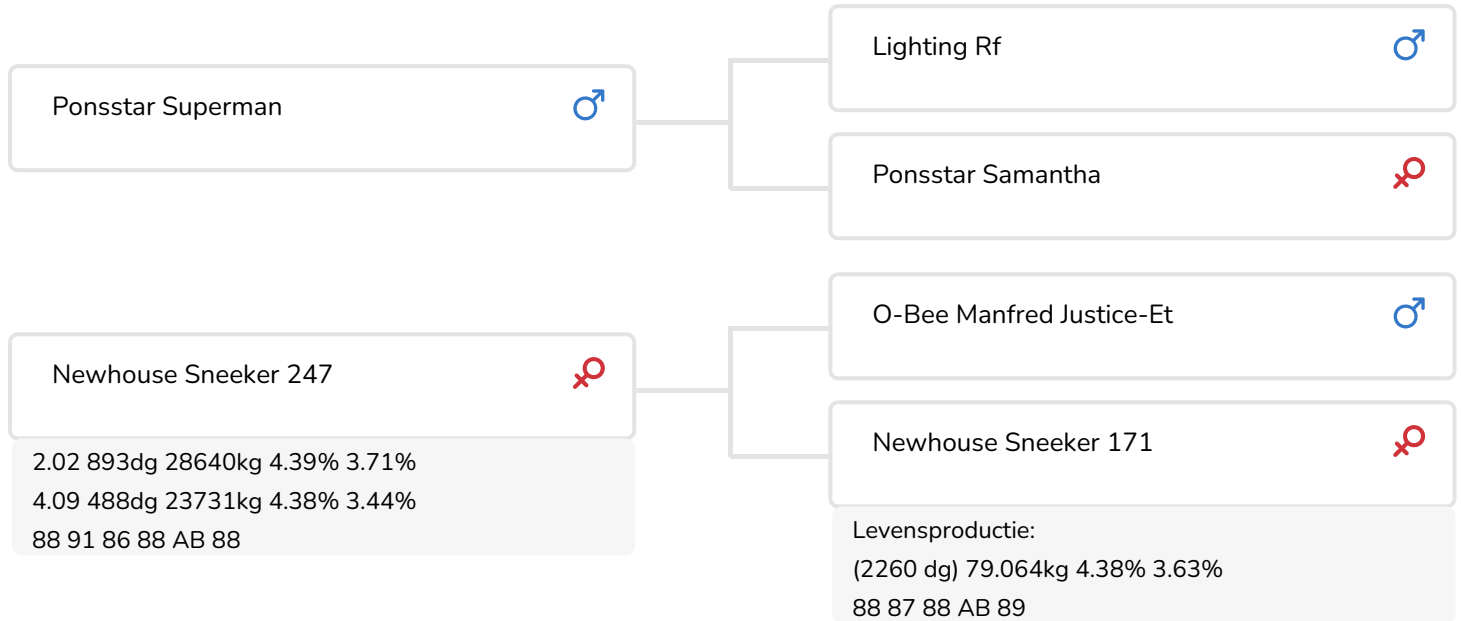 Lighting Rf
Ponsstar Superman
Ponsstar Samantha
O-Bee Manfred Justice-Et
Newhouse Sneeker 247
2.02 893dg 28640kg 4.39% 3.71%
4.09 488dg 23731kg 4.38% 3.44%
88 91 86 88 AB 88
Newhouse Sneeker 171
Levensproductie:
(2260 dg) 79.064kg 4.38% 3.63%
88 87 88 AB 89